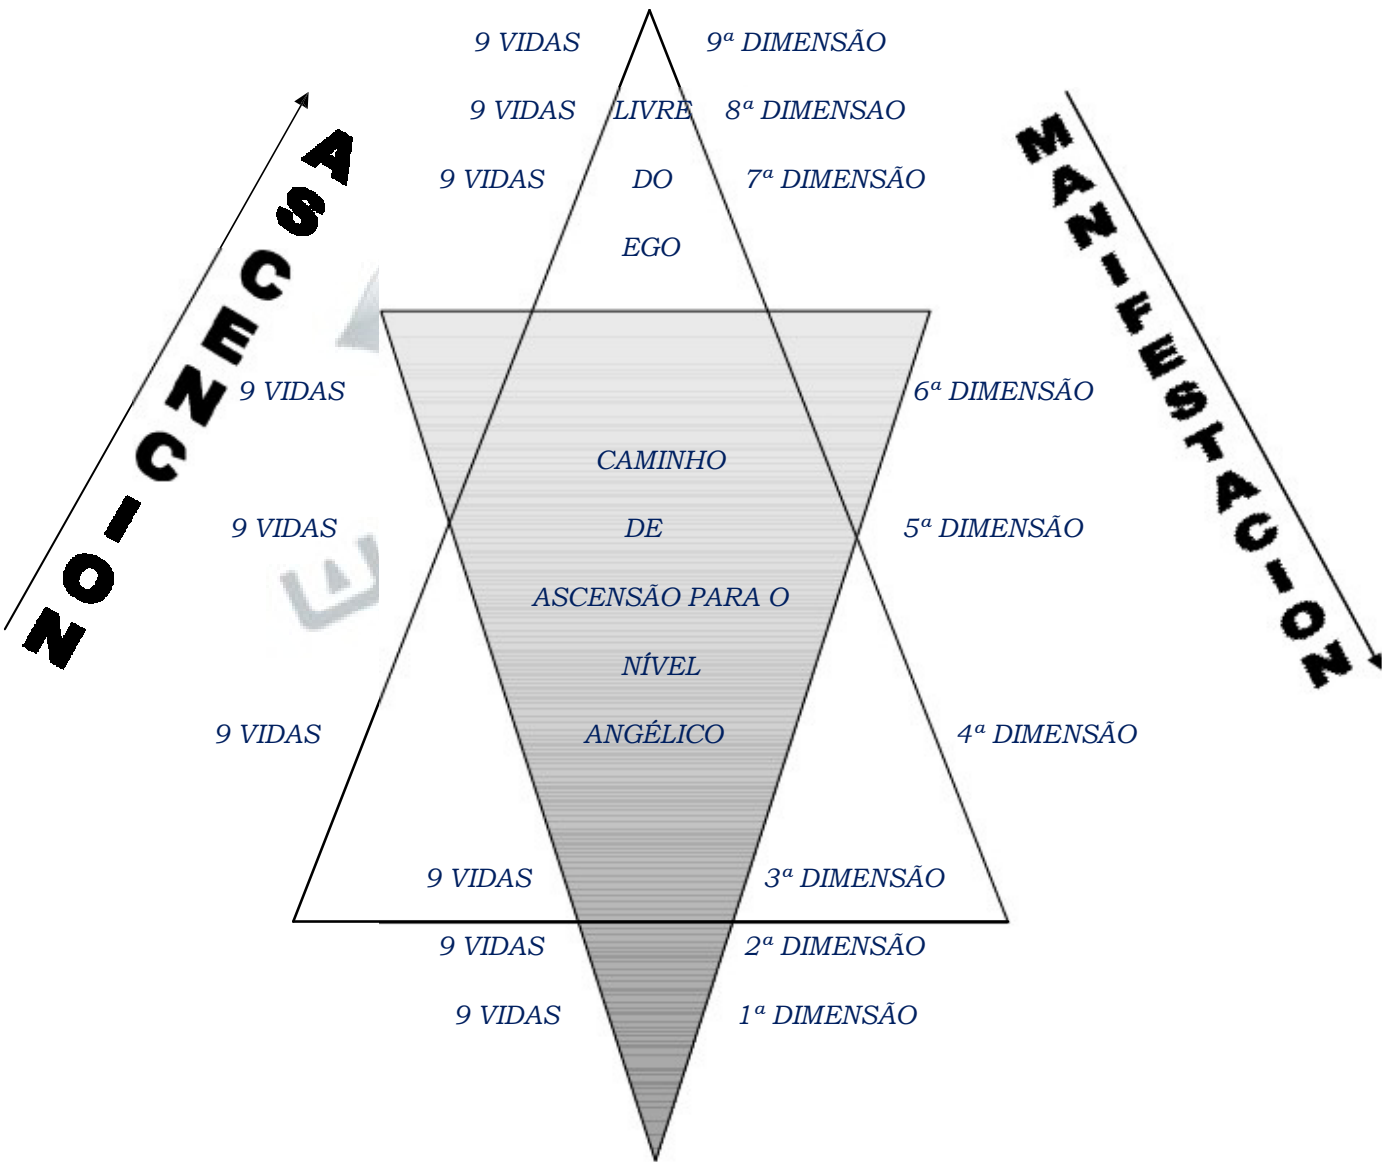 9 VIDAS 9ª DIMENSÃO
9 VIDAS LIVRE 8ª DIMENSAO
9 VIDAS DO 7ª DIMENSÃO
EGO
ASCENCION
MANIFESTACION
9 VIDAS 6ª DIMENSÃO
CAMINHO
9 VIDAS DE 5ª DIMENSÃO
ASCENSÃO PARA O
NÍVEL
9 VIDAS ANGÉLICO 4ª DIMENSÃO
9 VIDAS 3ª DIMENSÃO
9 VIDAS 2ª DIMENSÃO
9 VIDAS 1ª DIMENSÃO